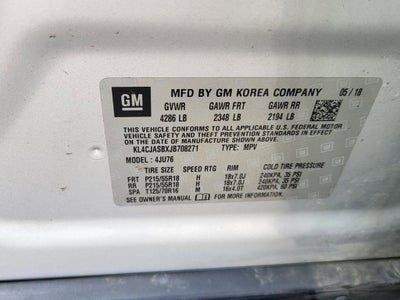 GM
MFD BY GM KOREA COMPANY 05 / 18
GVWR GAWR FRT GAWR RR
4286 LB 2348 LB 2194 LB
THIS VEHICLE CONFORMS TO ALL APPLICABLE U.S.
FEDERAL MOTOR VEHICLE SAFETY, BUMPER, AND THEFT
PREVENTION STANDARDS IN EFFECT ON THE DATE OF
MANUFACTURE SHOWN ABOVE.
KL4CJASBXJB708271 TYPE: MPV
MODEL : 4JU76
TIRE SIZE SPEED RTG RIM COLD TIRE PRESSURE
FRT P215/55R18 H 18x7.0J 240KPA, 35 PSI
RR P215/55R18 H 18x7.0J 240KPA, 35 PSI
SPA T125/70R16 M 16x4.0T 420KPA, 60 PSI
SEE OWNER'S MANUAL FOR MORE INFORMATION.